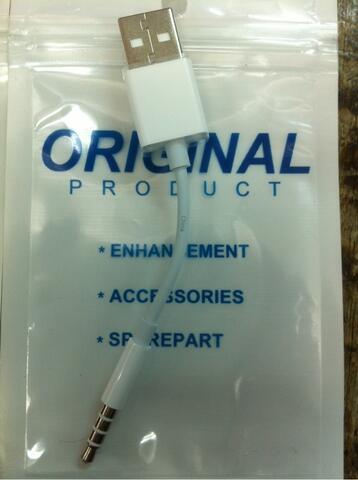 ORIGINAL
PRODUCT
* ENHANCEMENT
* ACCESSORIES
* SPAREPART